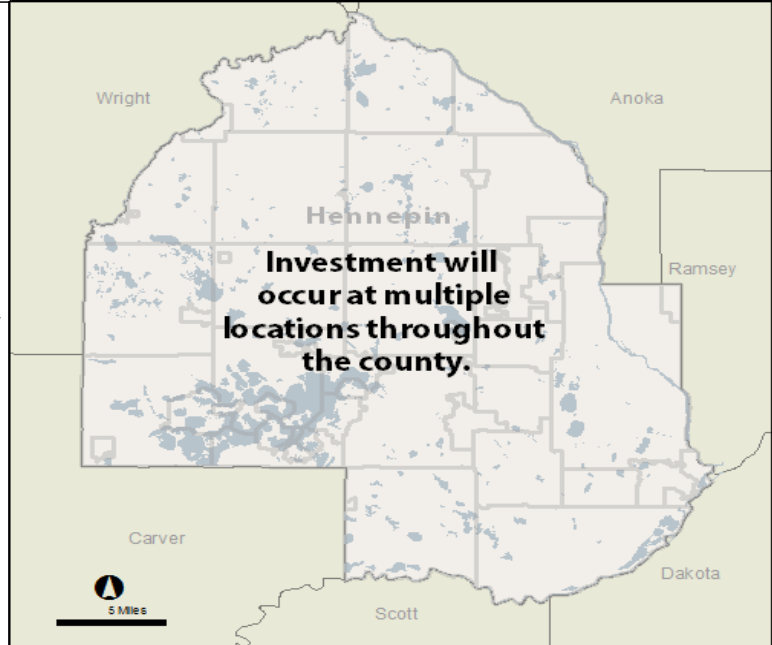 Wright
Anoka
Hennepin
Investment will
occur at multiple
locations throughout
the county.
Ramsey
Carver
Dakota
5 Miles
Scott